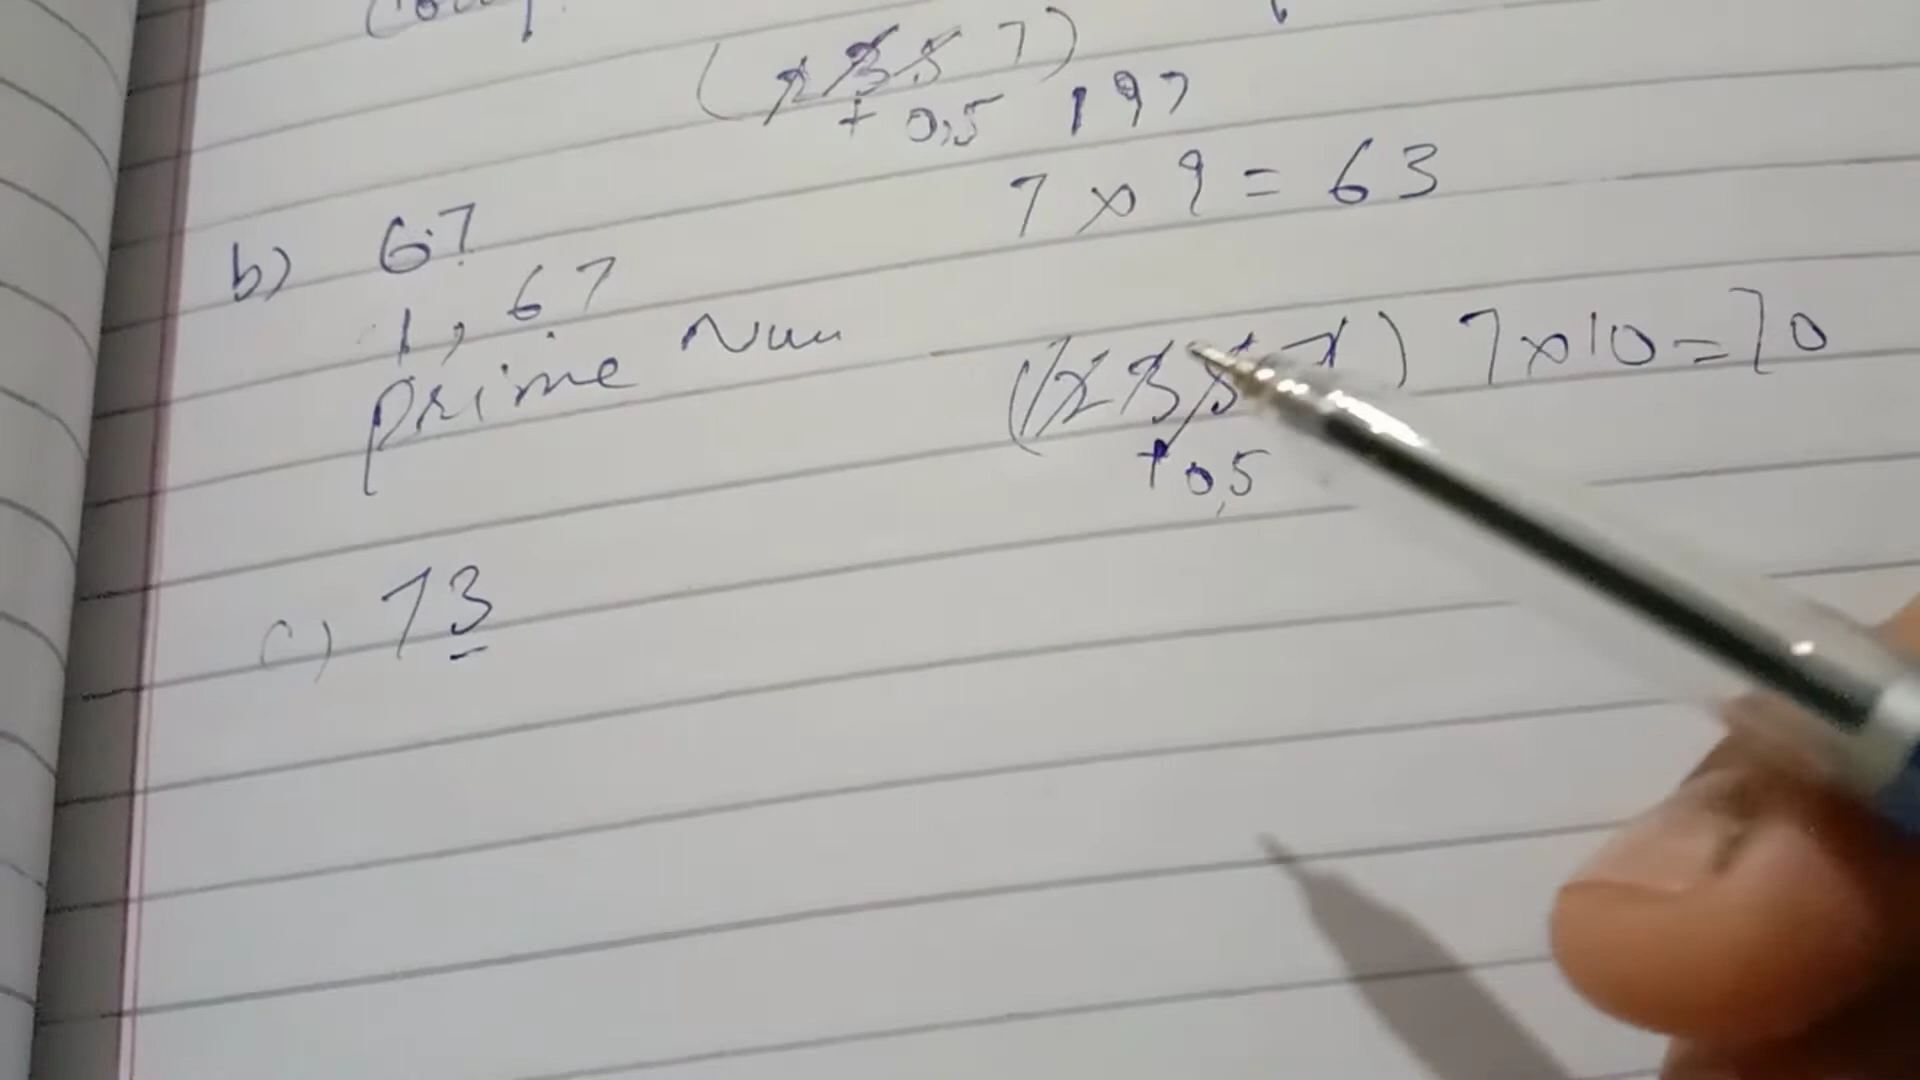 (2 3 5 7)
+ 0,5 197
7 x 9 = 63
b) 67
1, 67
prime Num
(2 3 5 7) 7x10=70
+ 0,5
c) 73